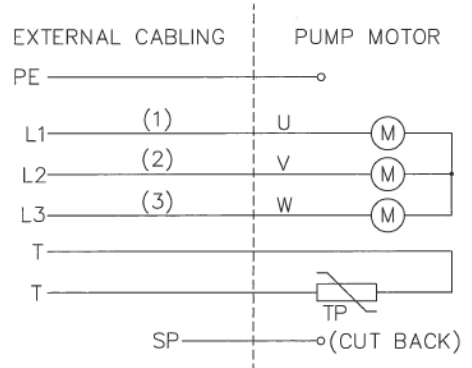 EXTERNAL CABLING PUMP MOTOR
PE
L1 (1) U M
L2 (2) V M
L3 (3) W M
T
T
TP
SP (CUT BACK)